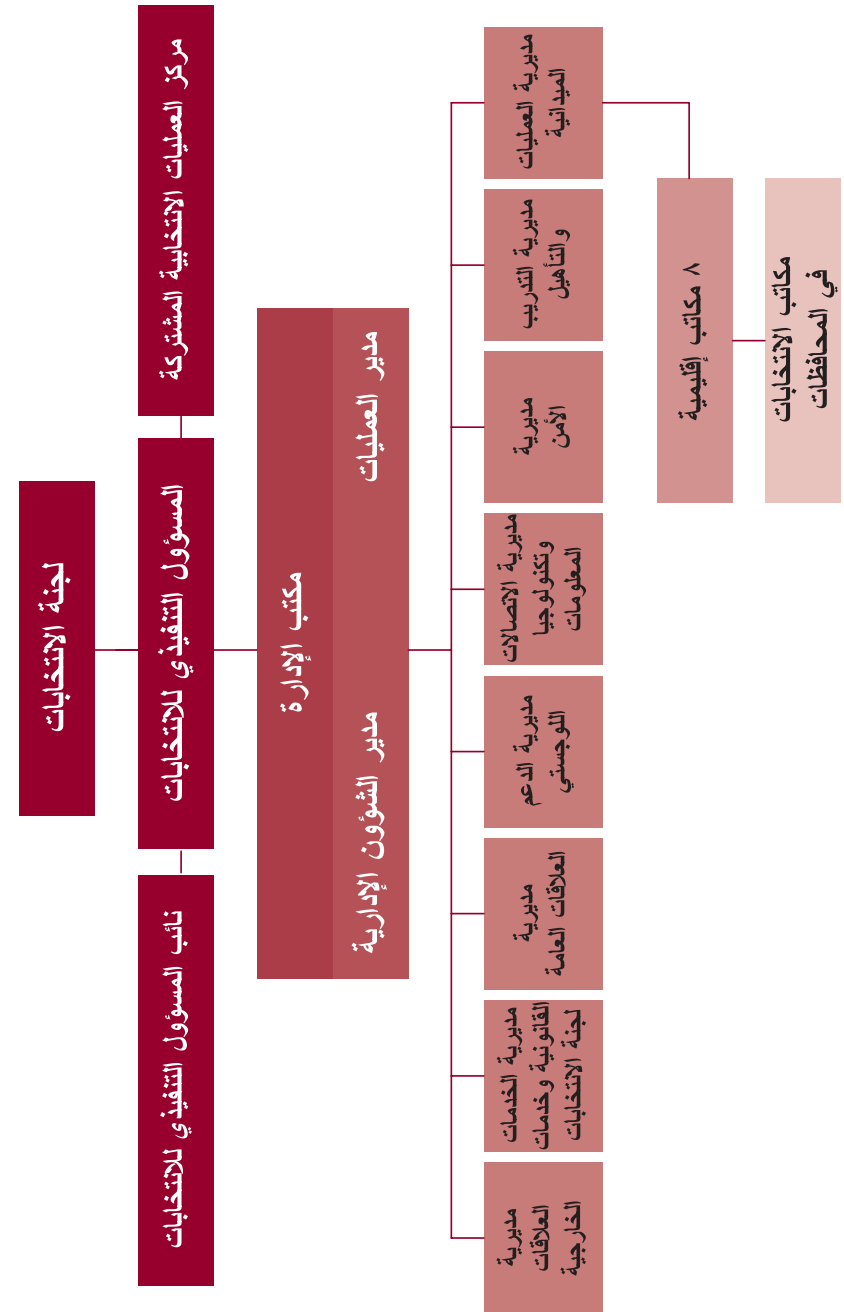 لجنة الانتخابات
مركز العمليات الانتخابية المشتركة
المسؤول التنفيذي للانتخابات
نائب المسؤول التنفيذي للانتخابات
مكتب الإدارة
مدير العمليات
مدير الشؤون الإدارية
مديرية العمليات
الميدانية
مديرية التدريب
والتأهيل
مديرية
الأمن
مديرية الاتصالات
وتكنولوجيا
المعلومات
مديرية الدعم
اللوجستي
مديرية
العلاقات العامة
مديرية الخدمات
القانونية وخدمات
لجنة الانتخابات
مديرية
العلاقات
الخارجية
٨ مكاتب إقليمية
مكاتب الانتخابات
في المحافظات